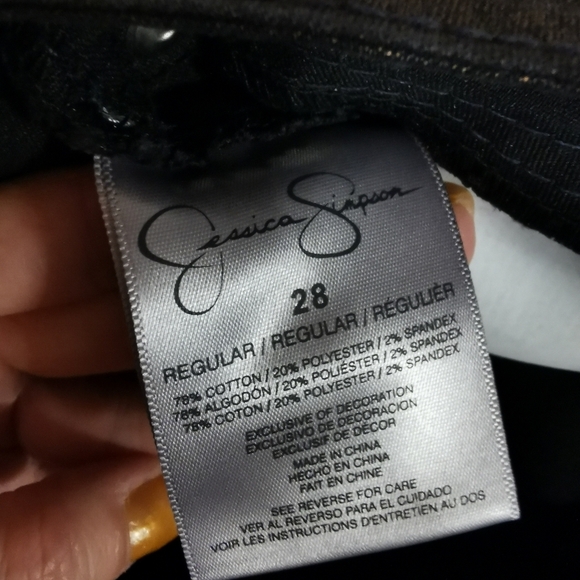 Jessica Simpson
28
REGULAR / REGULAR / RÉGULIÈR
78% COTTON / 20% POLYESTER / 2% SPANDEX
78% ALGODÓN / 20% POLIÉSTER / 2% SPANDEX
78% COTON / 20% POLYESTER / 2% SPANDEX
EXCLUSIVE OF DECORATION
EXCLUSIVO DE DECORACION
EXCLUSIF DE DÉCOR
MADE IN CHINA
HECHO EN CHINA
FAIT EN CHINE
SEE REVERSE FOR CARE
VER AL REVERSO PARA EL CUIDADO
VOIR LES INSTRUCTIONS D'ENTRETIEN AU DOS